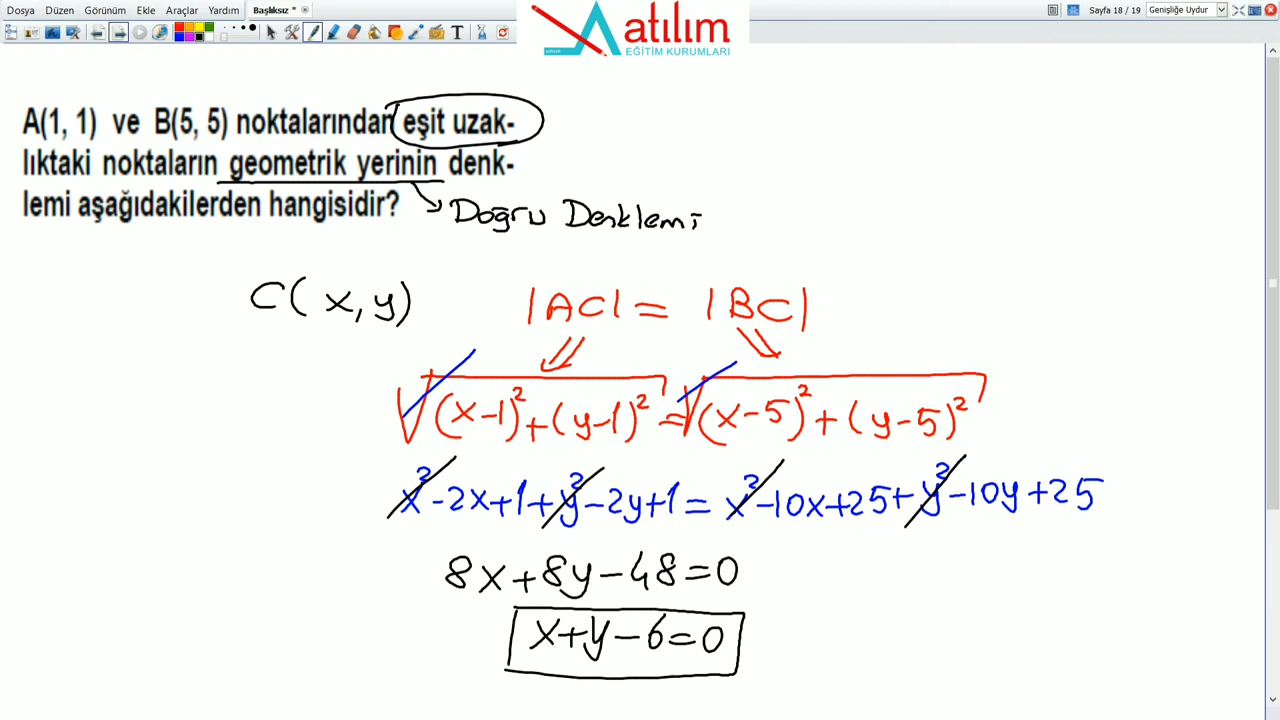 Dosya Düzen Görünüm Ekle Araçlar Yardım Başlıksız * Sayfa 18 / 19 Genişliğe Uydur
atılım
EĞİTİM KURUMLARI
A(1, 1) ve B(5, 5) noktalarından eşit uzak-
lıktaki noktaların geometrik yerinin denk-
lemi aşağıdakilerden hangisidir?
Doğru Denklemi
C(x,y) |AC| = |BC|
√(x-1)²+(y-1)² = √(x-5)²+(y-5)²
x²-2x+1+y²-2y+1 = x²-10x+25+y²-10y+25
8x+8y-48=0
x+y-6=0